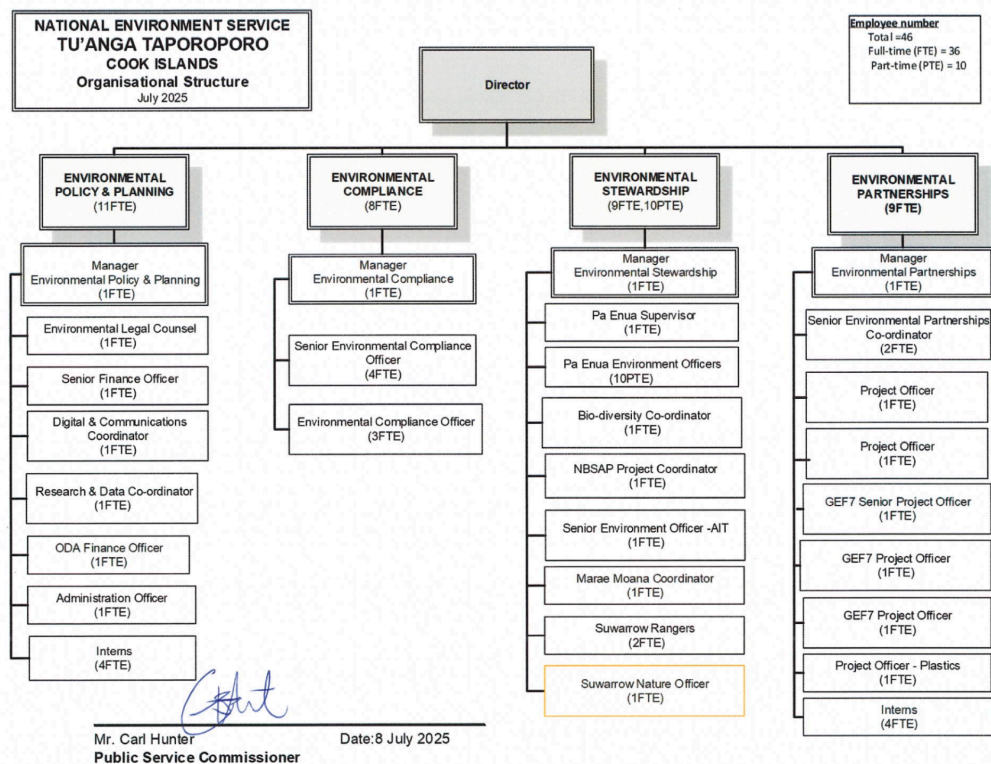 NATIONAL ENVIRONMENT SERVICE
TU'ANGA TAPOROPORO
COOK ISLANDS
Organisational Structure
July 2025
Employee number
Total =46
Full-time (FTE) = 36
Part-time (PTE) = 10
Director
ENVIRONMENTAL
POLICY & PLANNING
(11FTE)
Manager
Environmental Policy & Planning
(1FTE)
Environmental Legal Counsel
(1FTE)
Senior Finance Officer
(1FTE)
Digital & Communications
Coordinator
(1FTE)
Research & Data Co-ordinator
(1FTE)
ODA Finance Officer
(1FTE)
Administration Officer
(1FTE)
Interns
(4FTE)
ENVIRONMENTAL
COMPLIANCE
(8FTE)
Manager
Environmental Compliance
(1FTE)
Senior Environmental Compliance
Officer
(4FTE)
Environmental Compliance Officer
(3FTE)
ENVIRONMENTAL
STEWARDSHIP
(9FTE,10PTE)
Manager
Environmental Stewardship
(1FTE)
Pa Enua Supervisor
(1FTE)
Pa Enua Environment Officers
(10PTE)
Bio-diversity Co-ordinator
(1FTE)
NBSAP Project Coordinator
(1FTE)
Senior Environment Officer -AIT
(1FTE)
Marae Moana Coordinator
(1FTE)
Suwarrow Rangers
(2FTE)
Suwarrow Nature Officer
(1FTE)
ENVIRONMENTAL
PARTNERSHIPS
(9FTE)
Manager
Environmental Partnerships
(1FTE)
Senior Environmental Partnerships
Co-ordinator
(2FTE)
Project Officer
(1FTE)
Project Officer
(1FTE)
GEF7 Senior Project Officer
(1FTE)
GEF7 Project Officer
(1FTE)
GEF7 Project Officer
(1FTE)
Project Officer - Plastics
(1FTE)
Interns
(4FTE)
Mr. Carl Hunter Date:8 July 2025
Public Service Commissioner